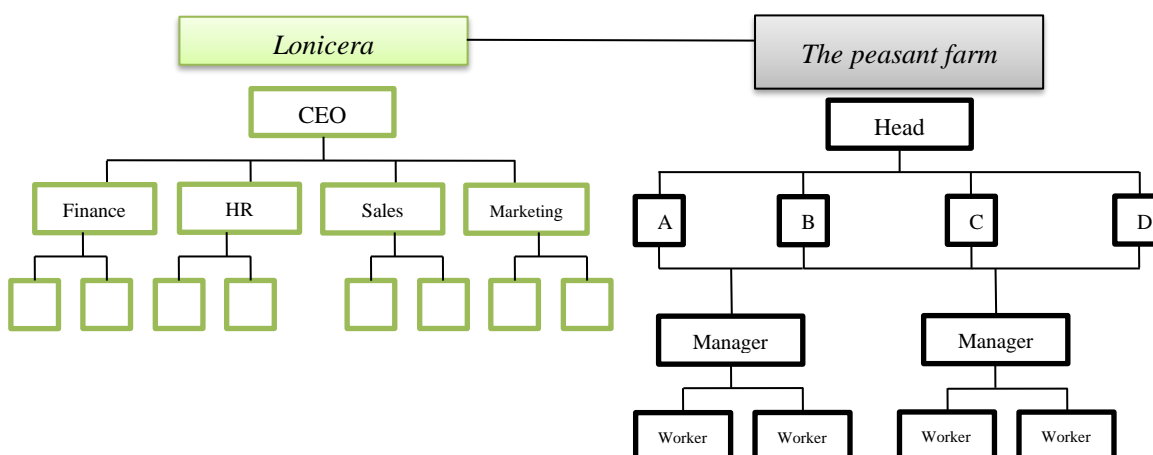 Lonicera
The peasant farm
CEO
Head
Finance
HR
Sales
Marketing
A
B
C
D
Manager
Manager
Worker
Worker
Worker
Worker